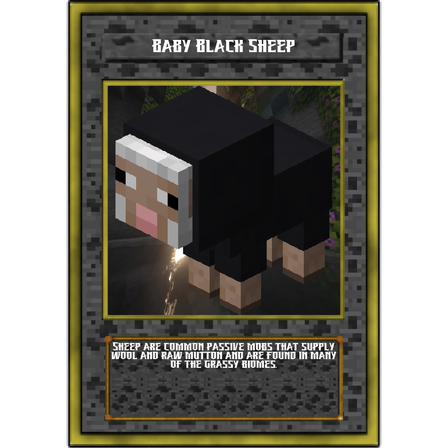 BABY BLACK SHEEP
SHEEP ARE COMMON PASSIVE MOBS THAT SUPPLY
WOOL AND RAW MUTTON AND ARE FOUND IN MANY
OF THE GRASSY BIOMES.